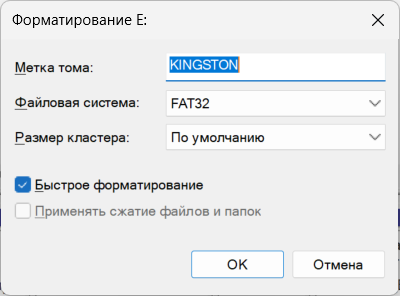 Форматирование E:
Метка тома: KINGSTON
Файловая система: FAT32
Размер кластера: По умолчанию
Быстрое форматирование
Применять сжатие файлов и папок
OK Отмена